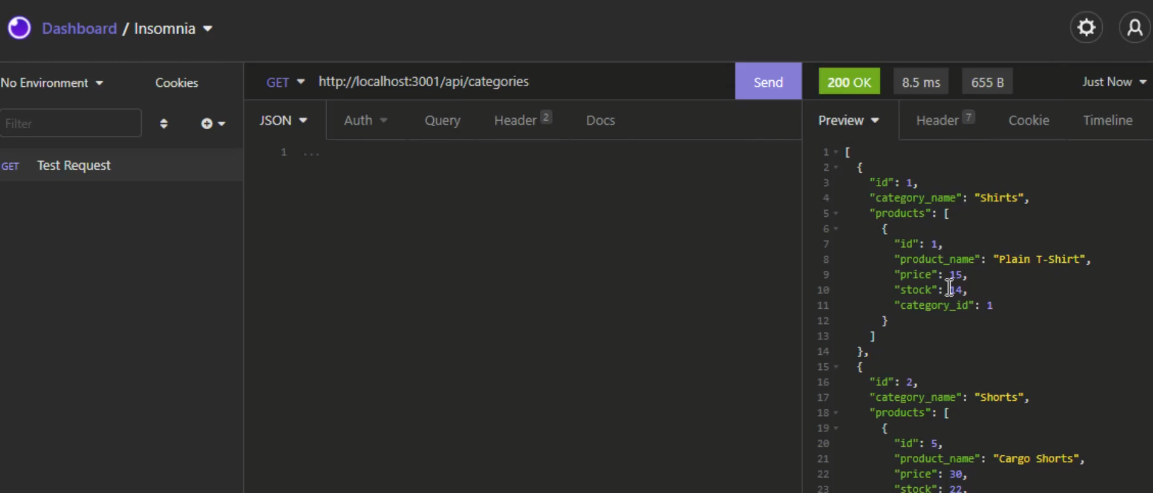 Dashboard / Insomnia
No Environment
Cookies
GET
http://localhost:3001/api/categories
Send
200 OK
8.5 ms
655 B
Just Now
Filter
JSON
Auth
Query
Header 2
Docs
Preview
Header 7
Cookie
Timeline
GET Test Request
1 ...
1 [
2 {
3 "id": 1,
4 "category_name": "Shirts",
5 "products": [
6 {
7 "id": 1,
8 "product_name": "Plain T-Shirt",
9 "price": 15,
10 "stock": 14,
11 "category_id": 1
12 }
13 ]
14 },
15 {
16 "id": 2,
17 "category_name": "Shorts",
18 "products": [
19 {
20 "id": 5,
21 "product_name": "Cargo Shorts",
22 "price": 30,
23 "stock": 22,